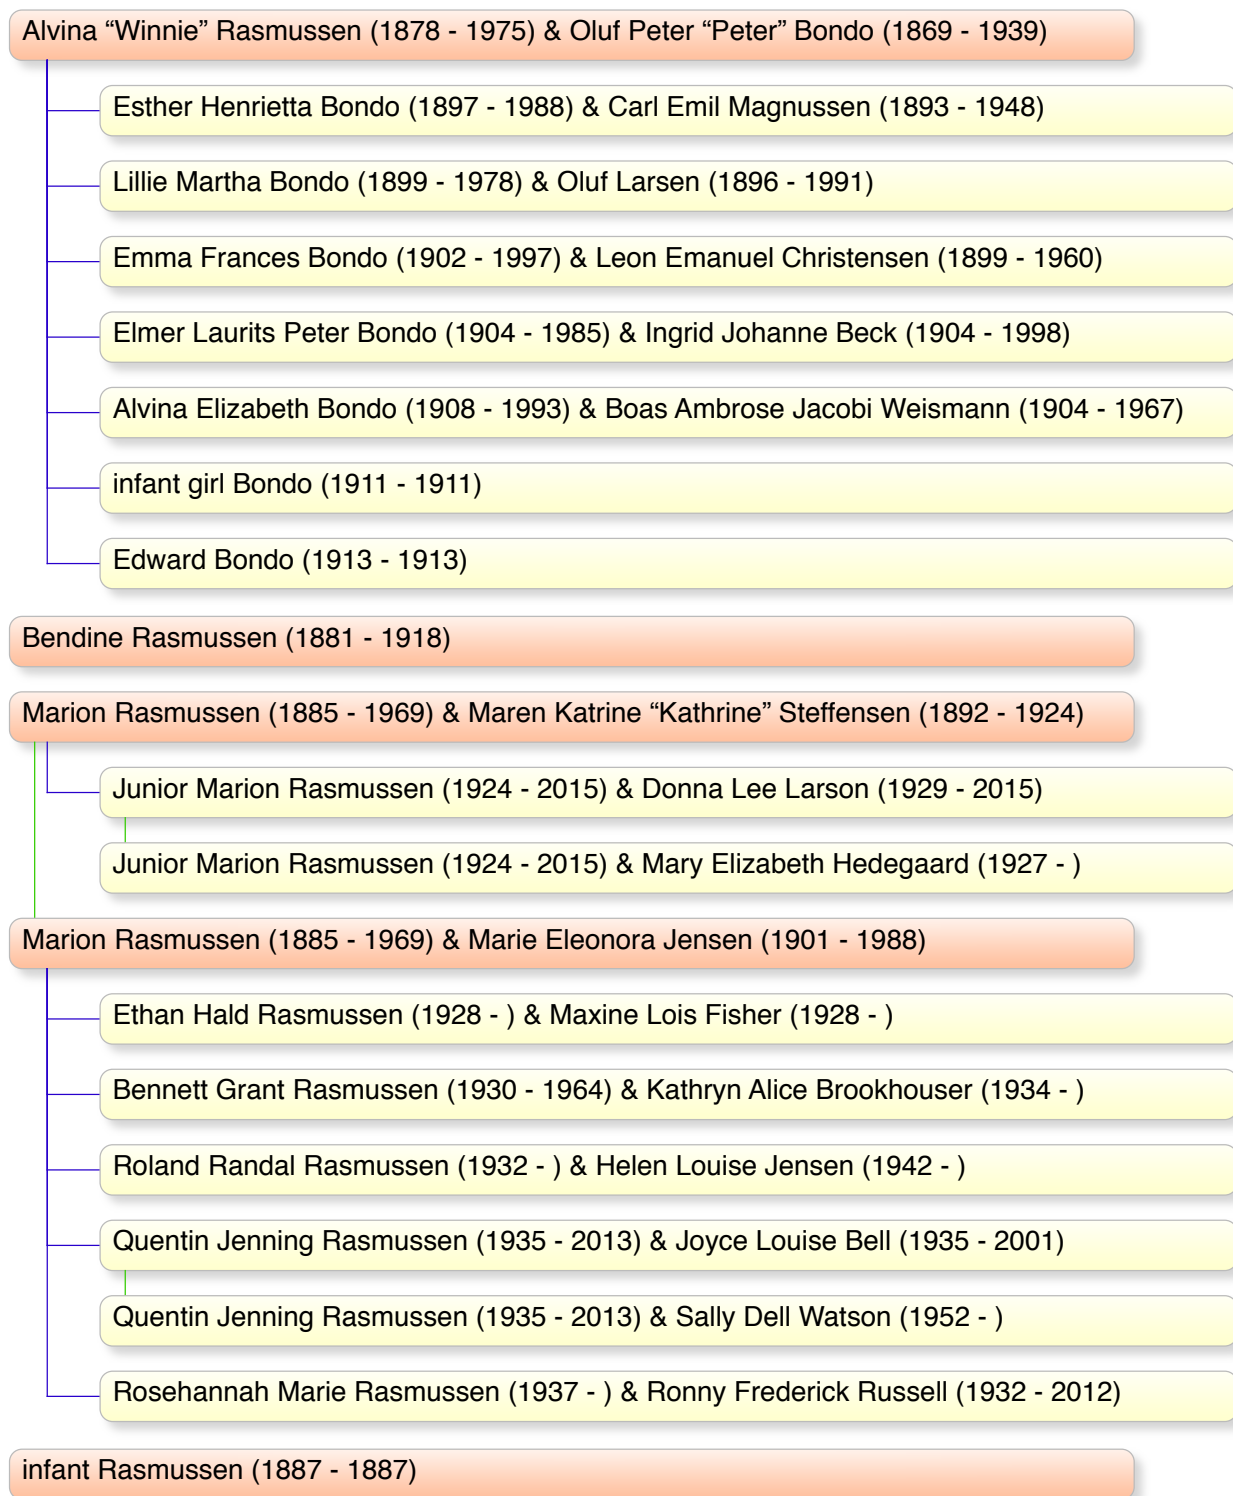 Alvina “Winnie” Rasmussen (1878 - 1975) & Oluf Peter “Peter” Bondo (1869 - 1939)
Esther Henrietta Bondo (1897 - 1988) & Carl Emil Magnussen (1893 - 1948)
Lillie Martha Bondo (1899 - 1978) & Oluf Larsen (1896 - 1991)
Emma Frances Bondo (1902 - 1997) & Leon Emanuel Christensen (1899 - 1960)
Elmer Laurits Peter Bondo (1904 - 1985) & Ingrid Johanne Beck (1904 - 1998)
Alvina Elizabeth Bondo (1908 - 1993) & Boas Ambrose Jacobi Weismann (1904 - 1967)
infant girl Bondo (1911 - 1911)
Edward Bondo (1913 - 1913)
Bendine Rasmussen (1881 - 1918)
Marion Rasmussen (1885 - 1969) & Maren Katrine “Kathrine” Steffensen (1892 - 1924)
Junior Marion Rasmussen (1924 - 2015) & Donna Lee Larson (1929 - 2015)
Junior Marion Rasmussen (1924 - 2015) & Mary Elizabeth Hedegaard (1927 - )
Marion Rasmussen (1885 - 1969) & Marie Eleonora Jensen (1901 - 1988)
Ethan Hald Rasmussen (1928 - ) & Maxine Lois Fisher (1928 - )
Bennett Grant Rasmussen (1930 - 1964) & Kathryn Alice Brookhouser (1934 - )
Roland Randal Rasmussen (1932 - ) & Helen Louise Jensen (1942 - )
Quentin Jenning Rasmussen (1935 - 2013) & Joyce Louise Bell (1935 - 2001)
Quentin Jenning Rasmussen (1935 - 2013) & Sally Dell Watson (1952 - )
Rosehannah Marie Rasmussen (1937 - ) & Ronny Frederick Russell (1932 - 2012)
infant Rasmussen (1887 - 1887)